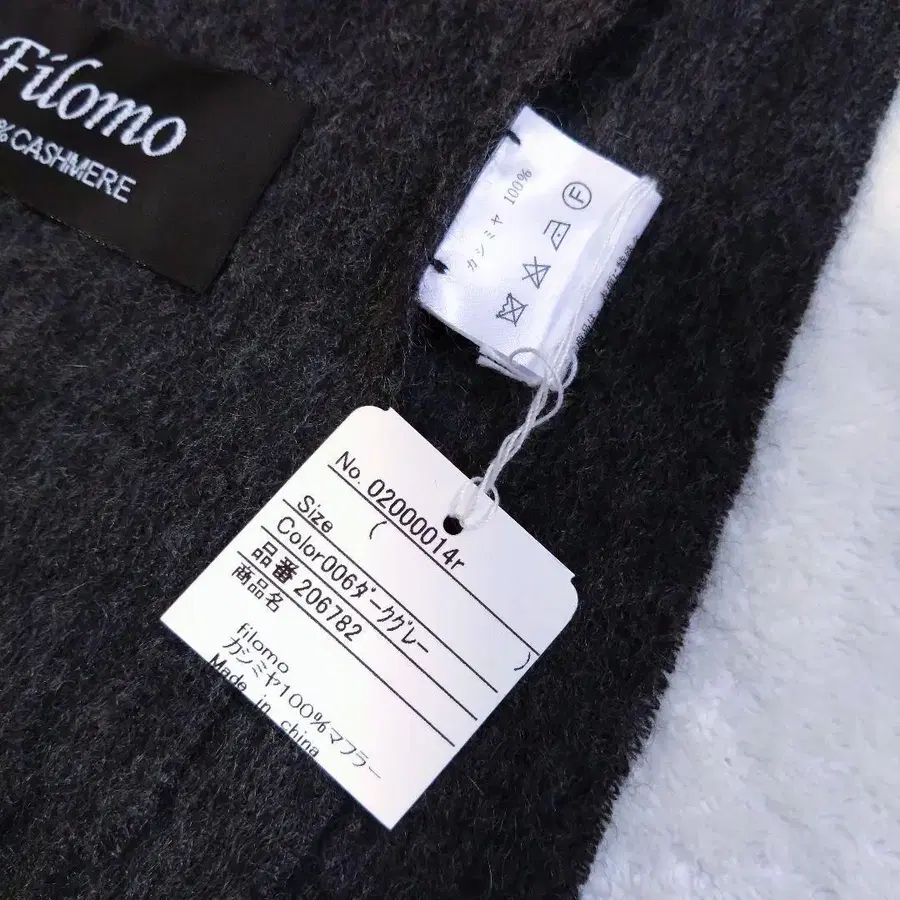 Filomo
%CASHMERE
カシミヤ 100%
F
No. 02000014r
(
)
Size
Color006ダークグレー
品番 206782
商品名
filomo
カシミヤ100%マフラー
Made in china